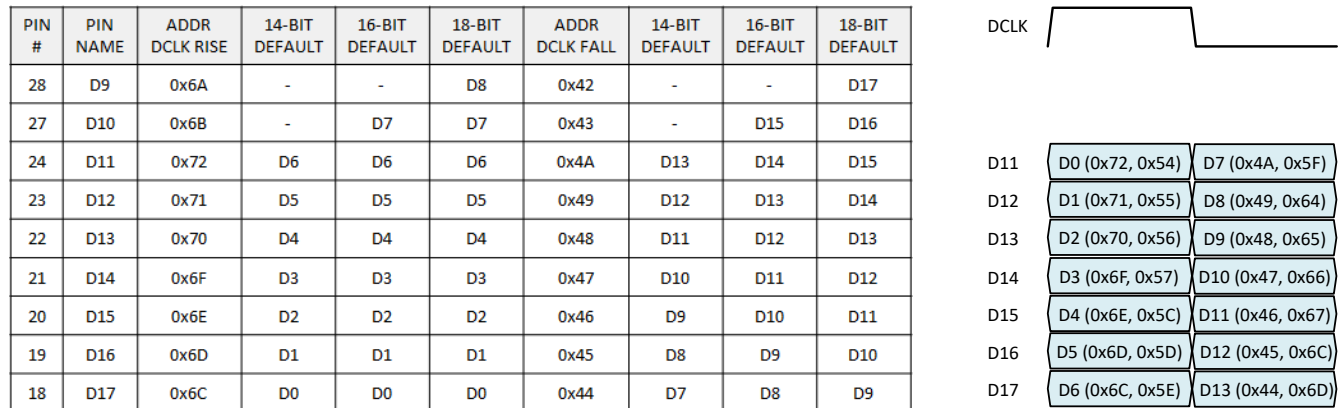 PIN # PIN NAME ADDR DCLK RISE 14-BIT DEFAULT 16-BIT DEFAULT 18-BIT DEFAULT ADDR DCLK FALL 14-BIT DEFAULT 16-BIT DEFAULT 18-BIT DEFAULT
28 D9 0x6A - - D8 0x42 - - D17
27 D10 0x6B - D7 D7 0x43 - D15 D16
24 D11 0x72 D6 D6 D6 0x4A D13 D14 D15
23 D12 0x71 D5 D5 D5 0x49 D12 D13 D14
22 D13 0x70 D4 D4 D4 0x48 D11 D12 D13
21 D14 0x6F D3 D3 D3 0x47 D10 D11 D12
20 D15 0x6E D2 D2 D2 0x46 D9 D10 D11
19 D16 0x6D D1 D1 D1 0x45 D8 D9 D10
18 D17 0x6C D0 D0 D0 0x44 D7 D8 D9
DCLK
D11 D0 (0x72, 0x54) D7 (0x4A, 0x5F)
D12 D1 (0x71, 0x55) D8 (0x49, 0x64)
D13 D2 (0x70, 0x56) D9 (0x48, 0x65)
D14 D3 (0x6F, 0x57) D10 (0x47, 0x66)
D15 D4 (0x6E, 0x5C) D11 (0x46, 0x67)
D16 D5 (0x6D, 0x5D) D12 (0x45, 0x6C)
D17 D6 (0x6C, 0x5E) D13 (0x44, 0x6D)